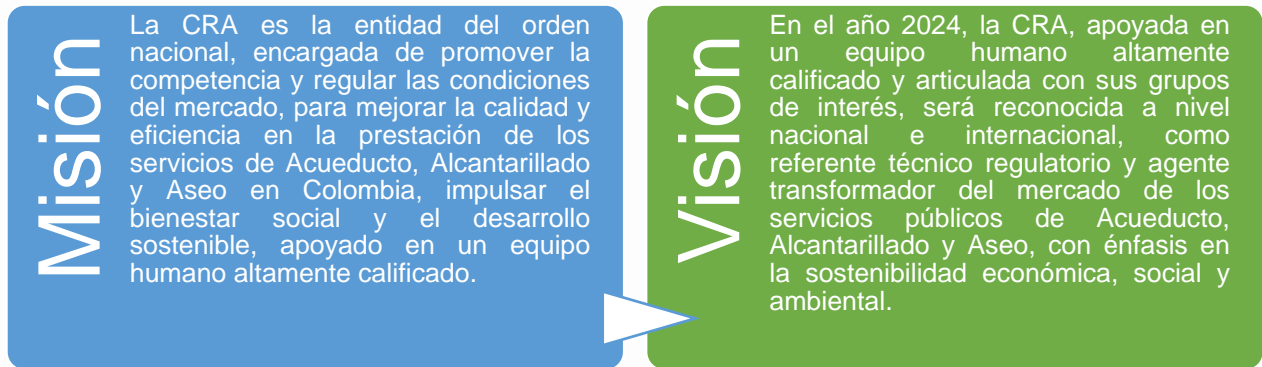 Misión
La CRA es la entidad del orden
nacional, encargada de promover la
competencia y regular las condiciones
del mercado, para mejorar la calidad y
eficiencia en la prestación de los
servicios de Acueducto, Alcantarillado
y Aseo en Colombia, impulsar el
bienestar social y el desarrollo
sostenible, apoyado en un equipo
humano altamente calificado.
Visión
En el año 2024, la CRA, apoyada en
un equipo humano altamente
calificado y articulada con sus grupos
de interés, será reconocida a nivel
nacional e internacional, como
referente técnico regulatorio y agente
transformador del mercado de los
servicios públicos de Acueducto,
Alcantarillado y Aseo, con énfasis en
la sostenibilidad económica, social y
ambiental.